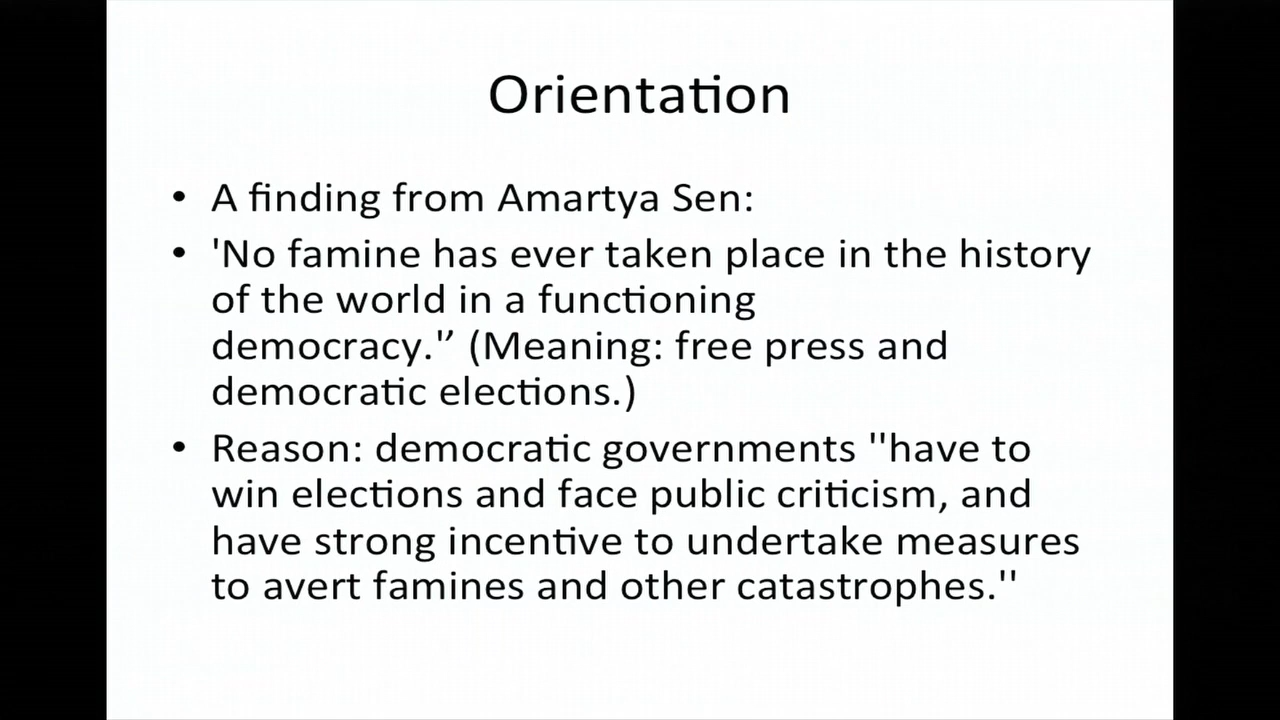 Orientation
• A finding from Amartya Sen:
• 'No famine has ever taken place in the history
of the world in a functioning
democracy.'’ (Meaning: free press and
democratic elections.)
• Reason: democratic governments ''have to
win elections and face public criticism, and
have strong incentive to undertake measures
to avert famines and other catastrophes.''